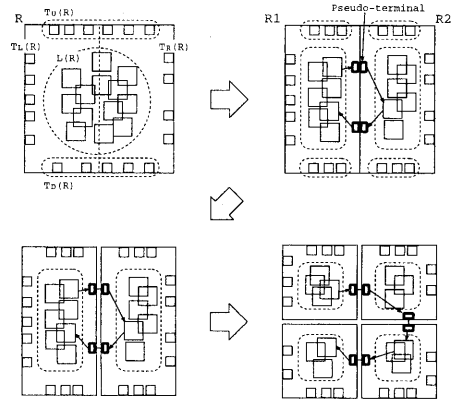 Pseudo-terminal
R TU(R) R1 R2
TL(R) L(R) TR(R)
TD(R)